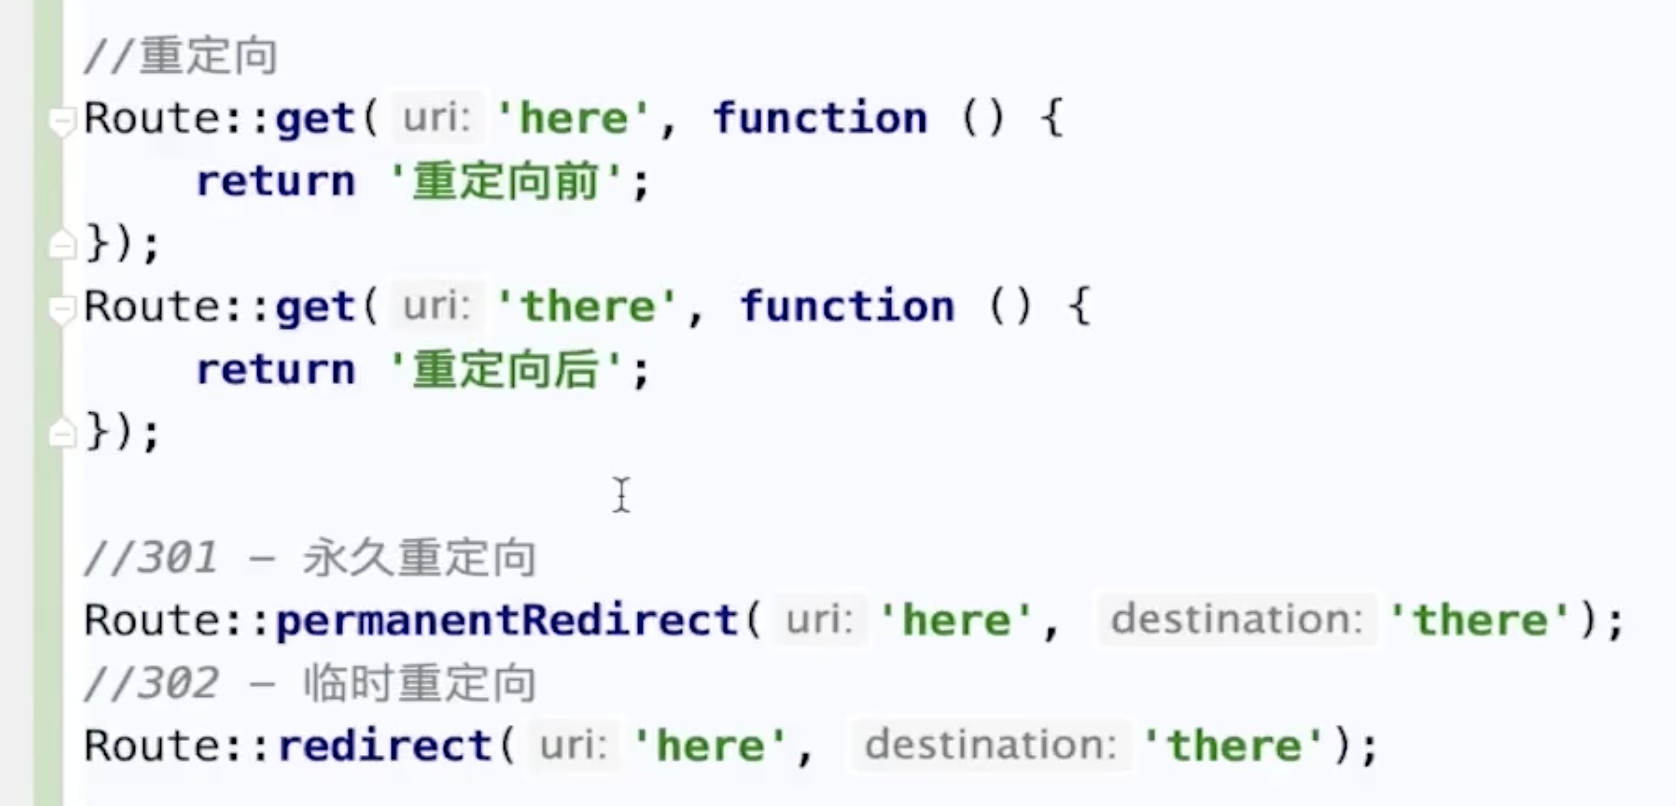 //重定向
Route::get( uri: 'here', function () {
    return '重定向前';
});
Route::get( uri: 'there', function () {
    return '重定向后';
});
//301 – 永久重定向
Route::permanentRedirect( uri: 'here', destination: 'there');
//302 – 临时重定向
Route::redirect( uri: 'here', destination: 'there');